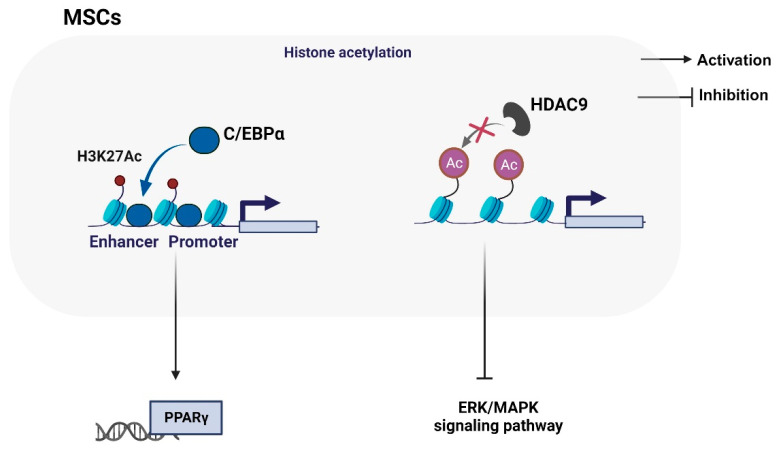 MSCs
Histone acetylation
Activation
Inhibition
HDAC9
C/EBPα
H3K27Ac
Ac
Ac
Enhancer
Promoter
PPARγ
ERK/MAPK
signaling pathway